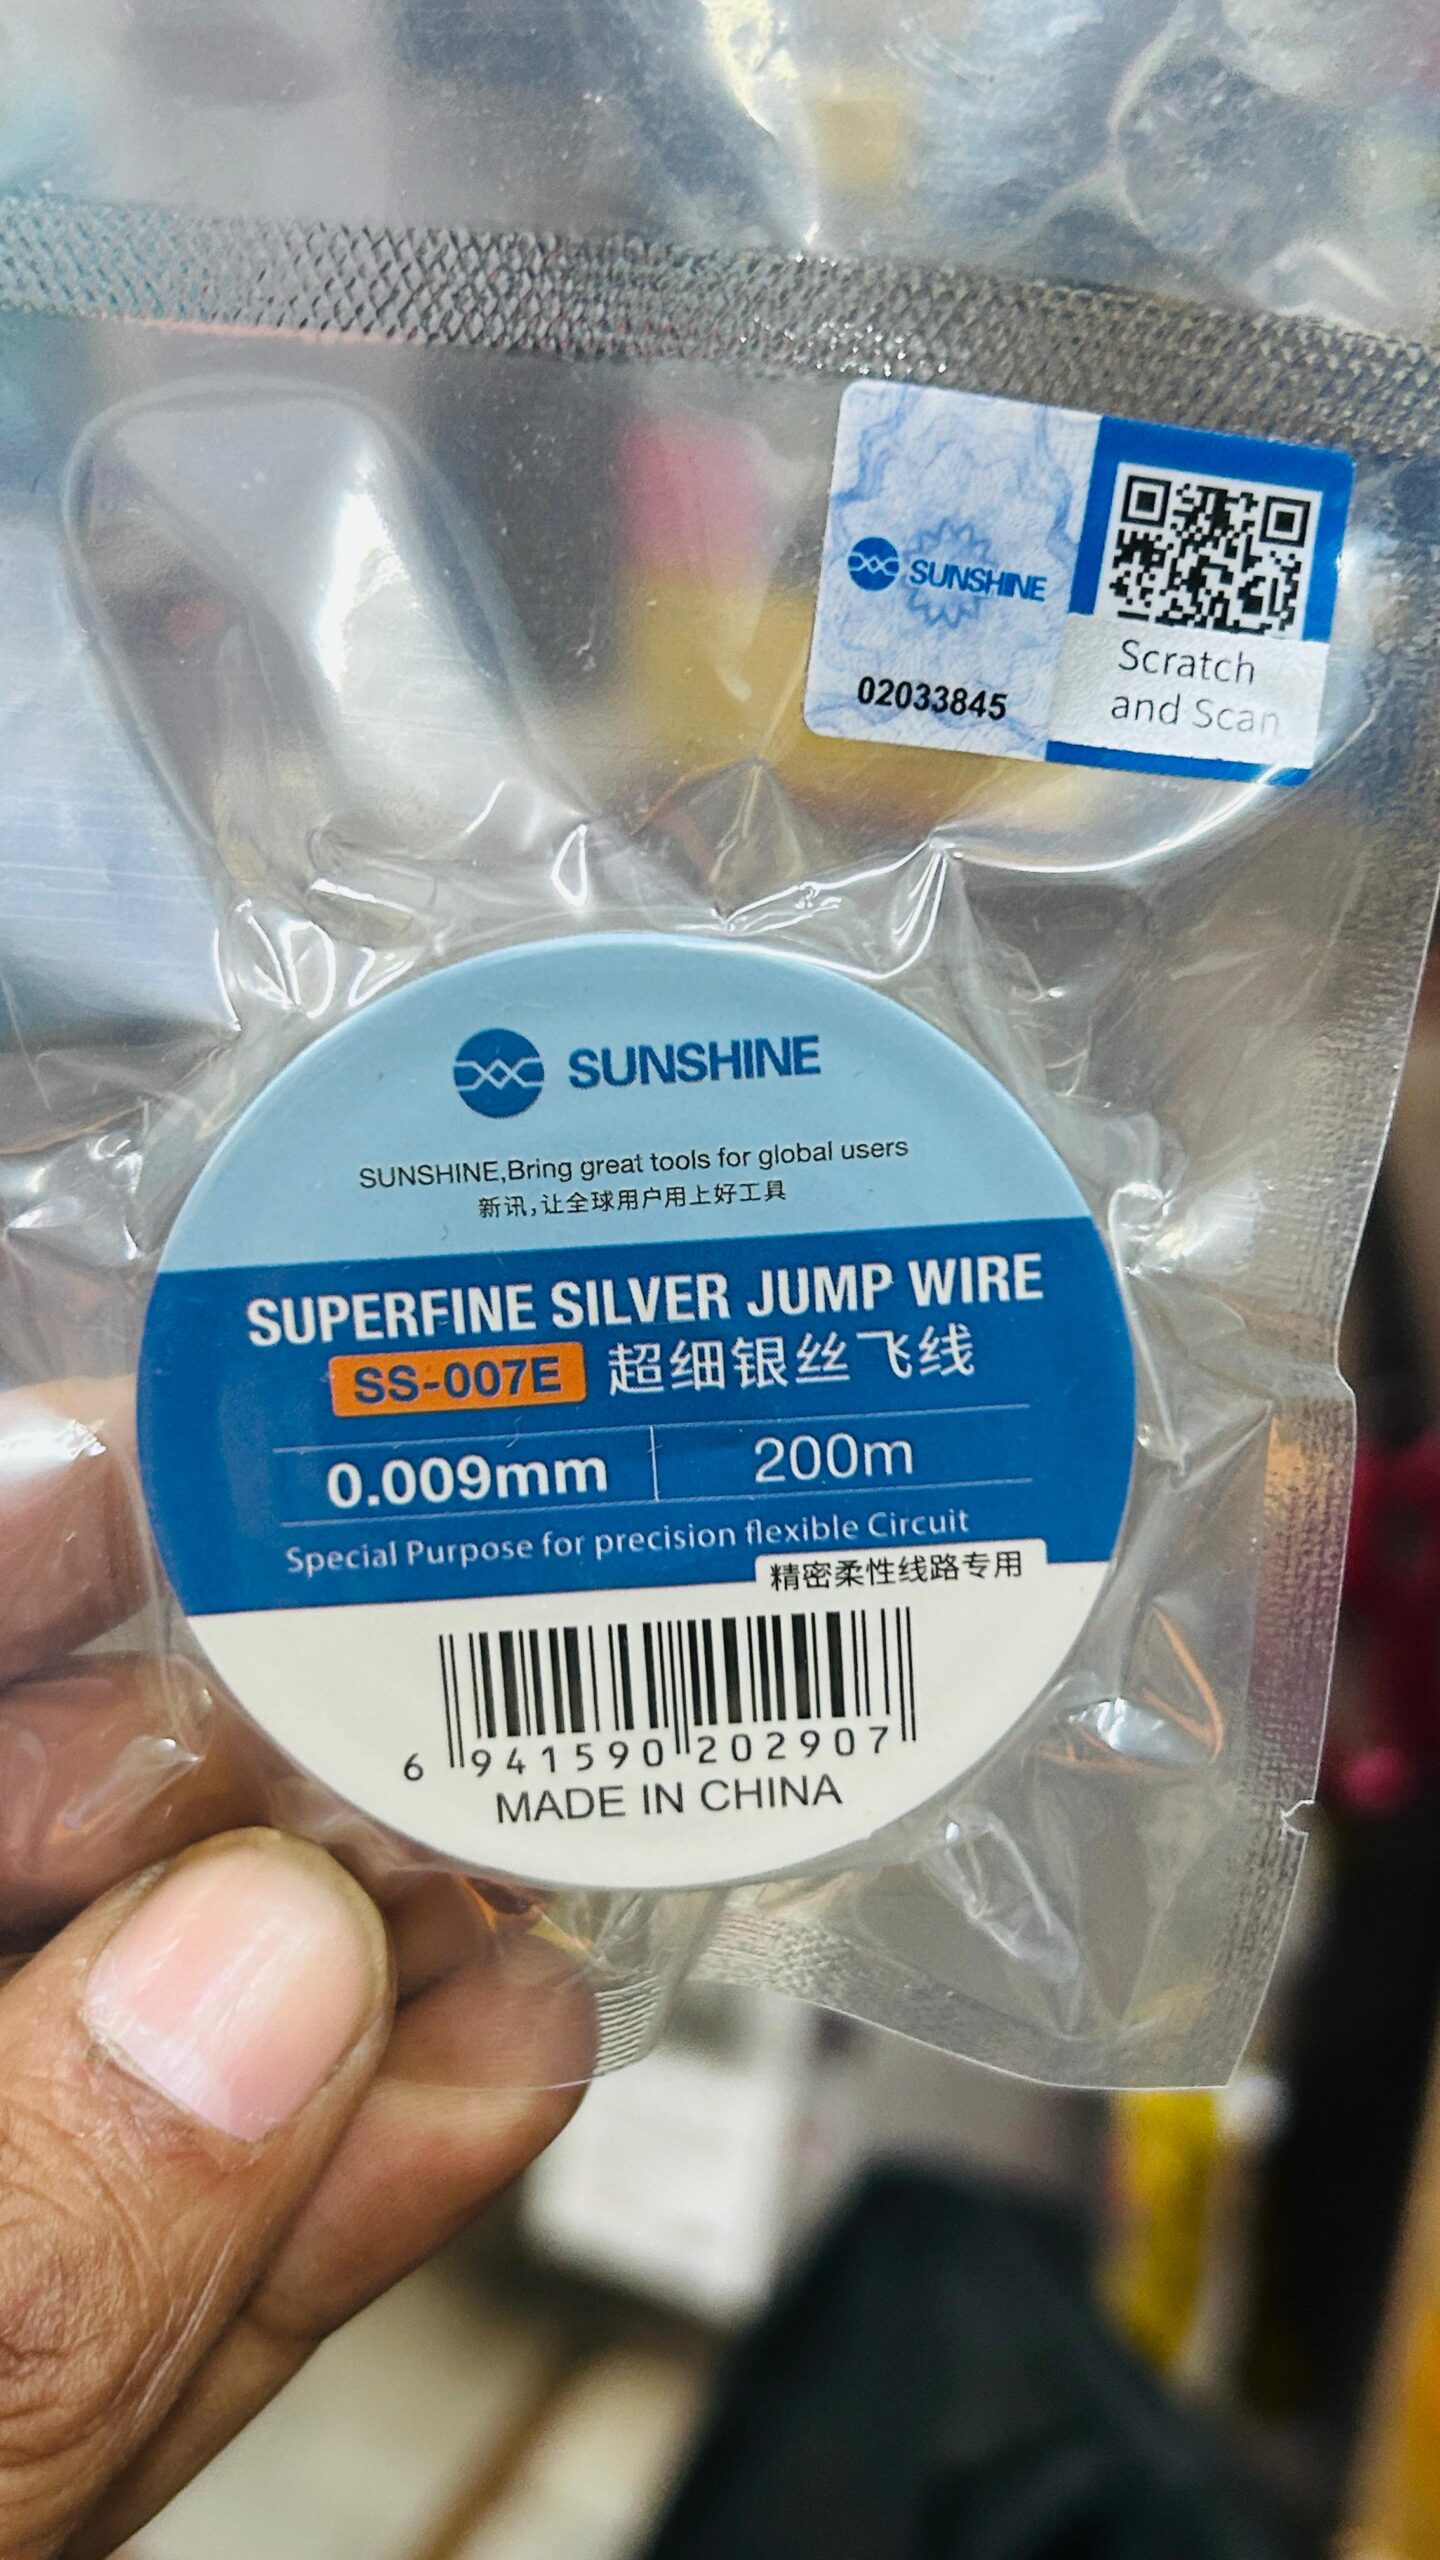 SUNSHINE
02033845
Scratch
and Scan
SUNSHINE
SUNSHINE,Bring great tools for global users
新讯,让全球用户用上好工具
SUPERFINE SILVER JUMP WIRE
SS-007E 超细银丝飞线
0.009mm 200m
Special Purpose for precision flexible Circuit
精密柔性线路专用
6 941590 202907
MADE IN CHINA